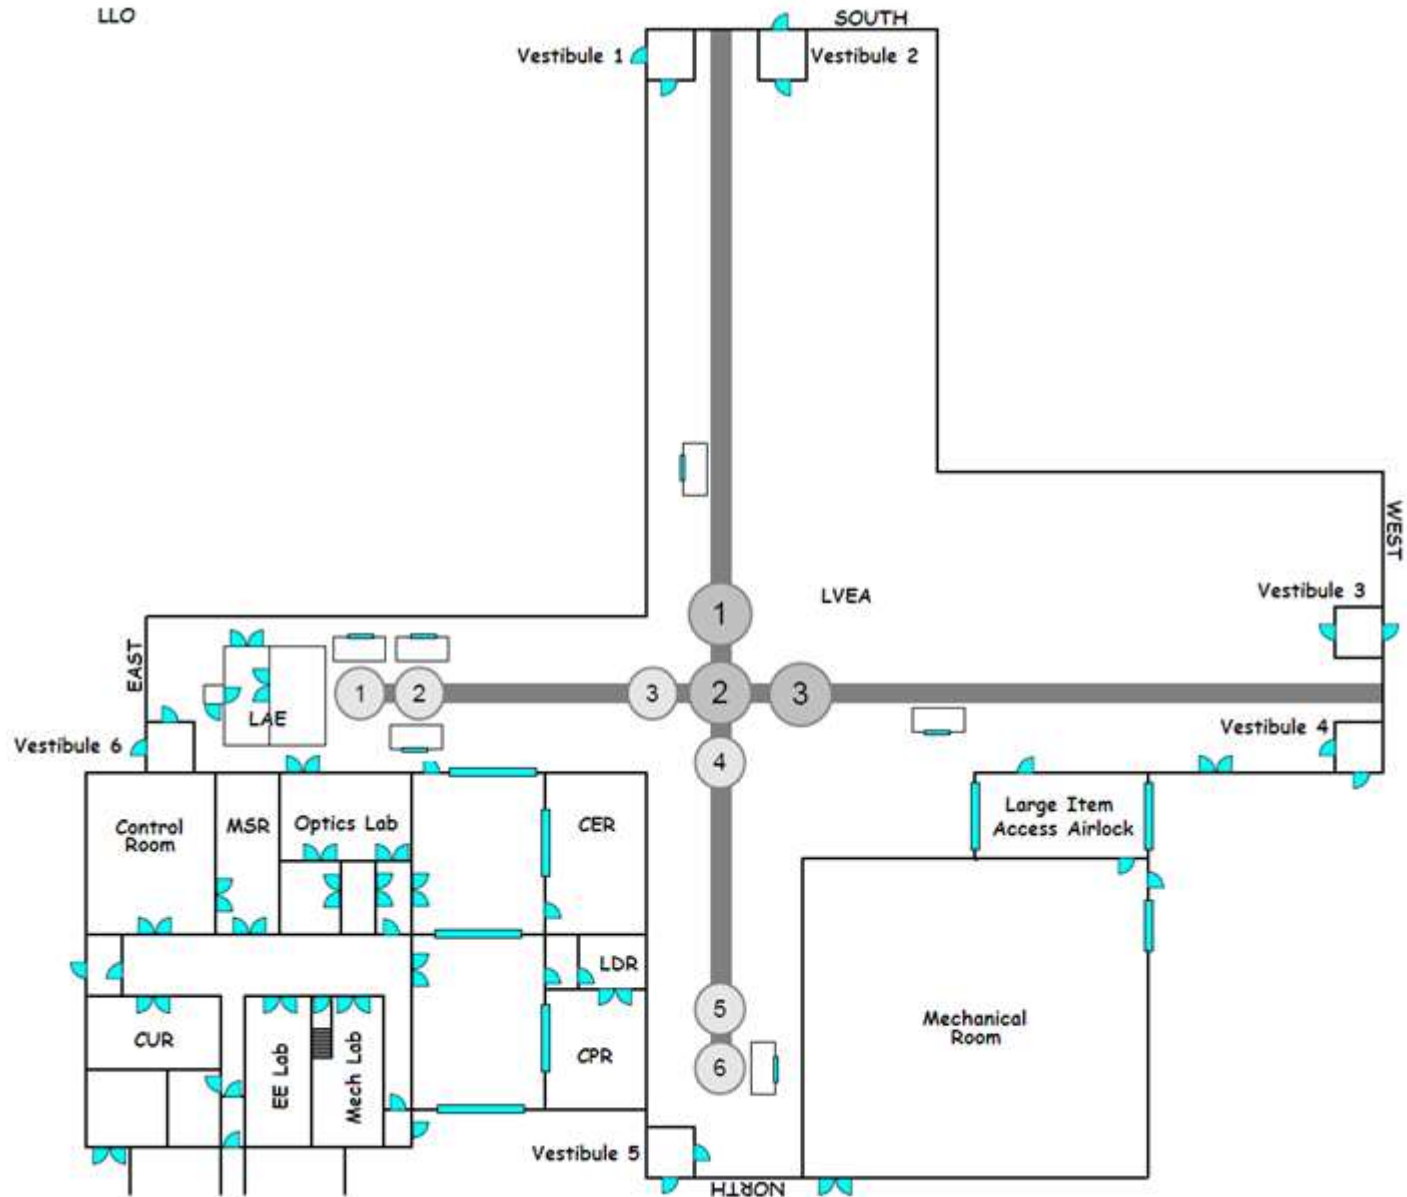 LLO
SOUTH
Vestibule 1
Vestibule 2
WEST
LVEA
Vestibule 3
1
EAST
1
2
3
2
3
LAE
Vestibule 4
Vestibule 6
4
Control
Room
MSR
Optics Lab
CER
Large Item
Access Airlock
LDR
5
Mechanical
Room
CUR
EE Lab
Mech Lab
CPR
6
Vestibule 5
NORTH